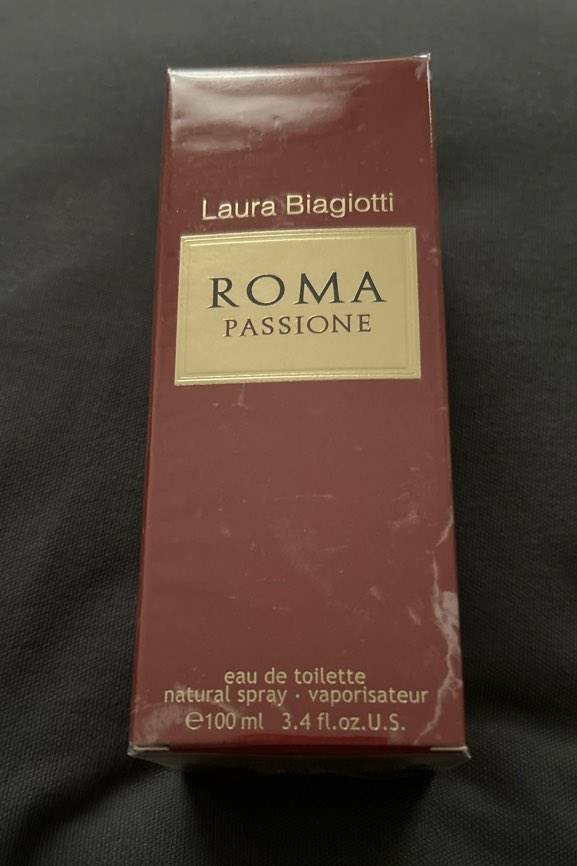 Laura Biagiotti
ROMA
PASSIONE
eau de toilette
natural spray · vaporisateur
℮100 ml 3.4 fl.oz.U.S.